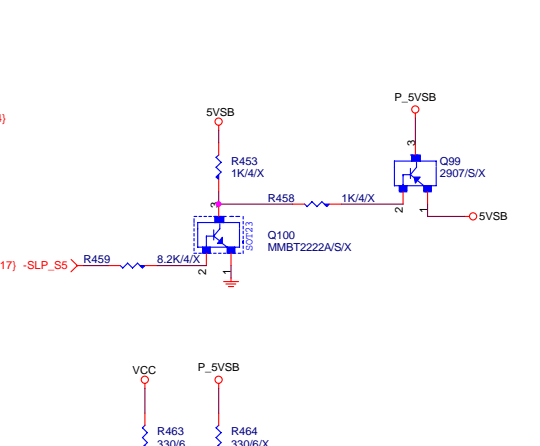 5VSB
P_5VSB
3
R453
1K/4/X
Q99
2907/S/X
R458
1K/4/X
2
1
5VSB
3
SOT23
Q100
MMBT2222A/S/X
17} -SLP_S5
R459
8.2K/4/X
2
1
VCC
P_5VSB
R463
330/6
R464
330/6/X